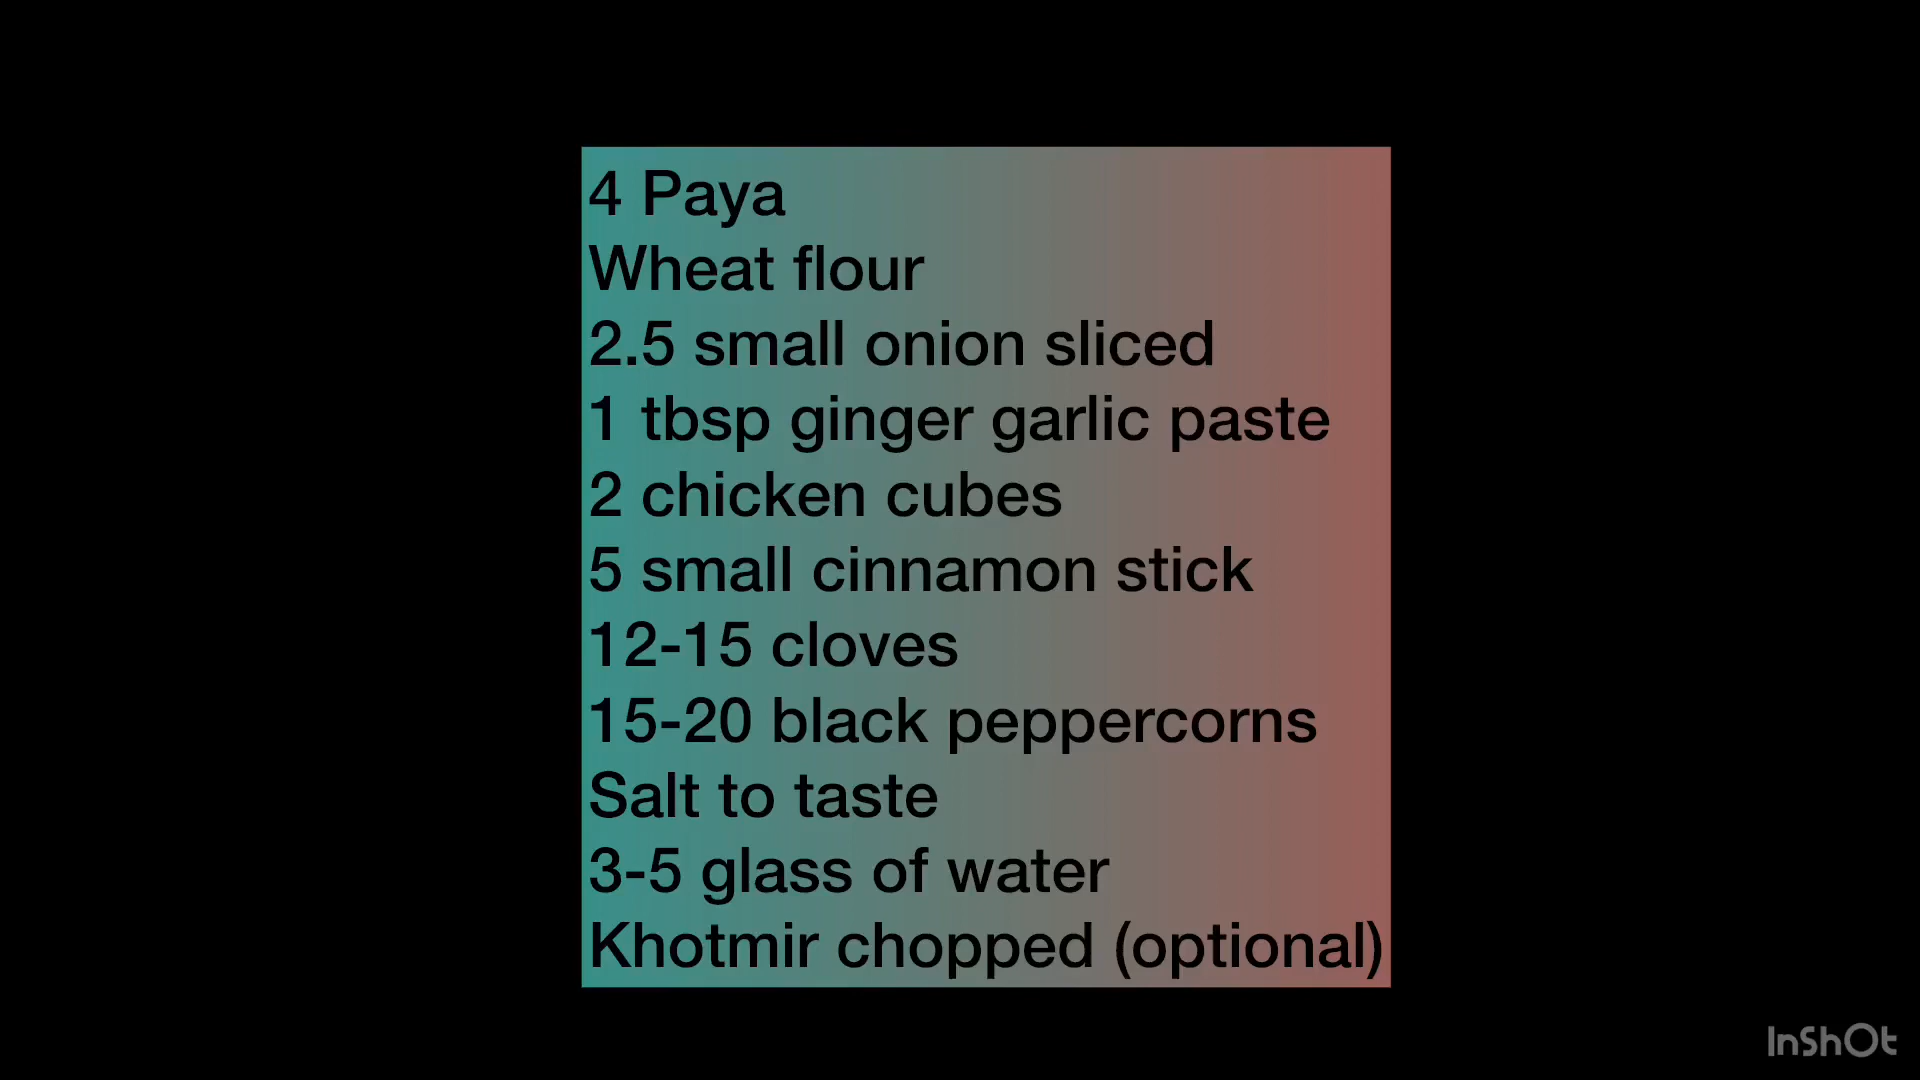 4 Paya
Wheat flour
2.5 small onion sliced
1 tbsp ginger garlic paste
2 chicken cubes
5 small cinnamon stick
12-15 cloves
15-20 black peppercorns
Salt to taste
3-5 glass of water
Khotmir chopped (optional)
InShOt